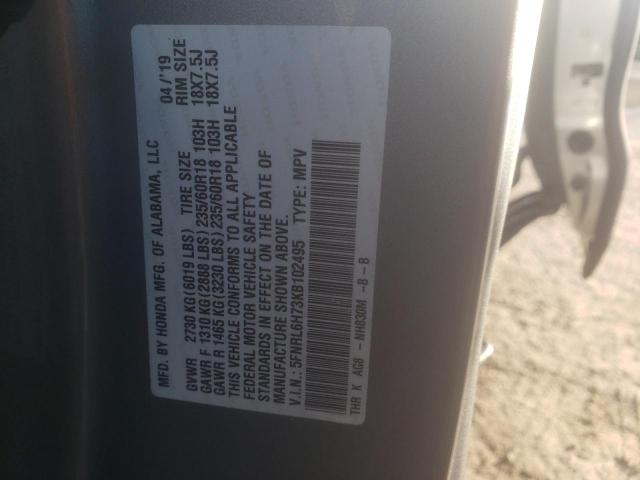 MFD. BY HONDA MFG. OF ALABAMA, LLC 04/'19
GVWR 2730 KG (6019 LBS) TIRE SIZE RIM SIZE
GAWR F 1310 KG (2888 LBS) 235/60R18 103H 18X7.5J
GAWR R 1465 KG (3230 LBS) 235/60R18 103H 18X7.5J
THIS VEHICLE CONFORMS TO ALL APPLICABLE
FEDERAL MOTOR VEHICLE SAFETY
STANDARDS IN EFFECT ON THE DATE OF
MANUFACTURE SHOWN ABOVE.
V.I.N.: 5FNRL6H73KB102495 TYPE: MPV
THR K AG8 -NH830M -B-B